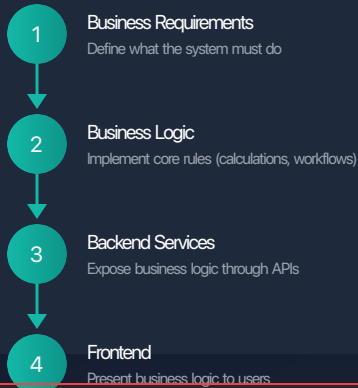 1
Business Requirements
Define what the system must do
2
Business Logic
Implement core rules (calculations, workflows)
3
Backend Services
Expose business logic through APIs
4
Frontend
Present business logic to users